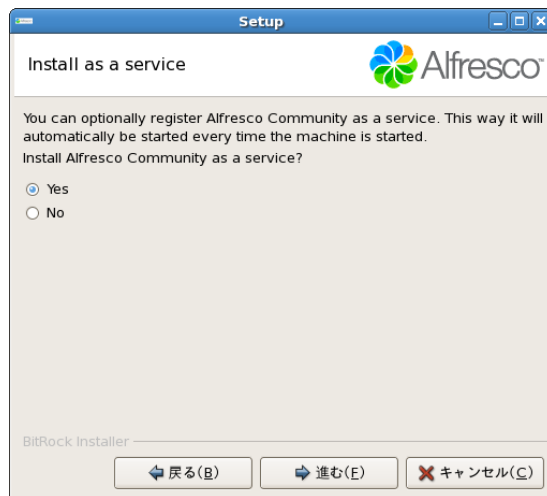 Setup
Install as a service
Alfresco™
You can optionally register Alfresco Community as a service. This way it will
automatically be started every time the machine is started.
Install Alfresco Community as a service?
Yes
No
BitRock Installer
戻る(B)
進む(F)
キャンセル(C)